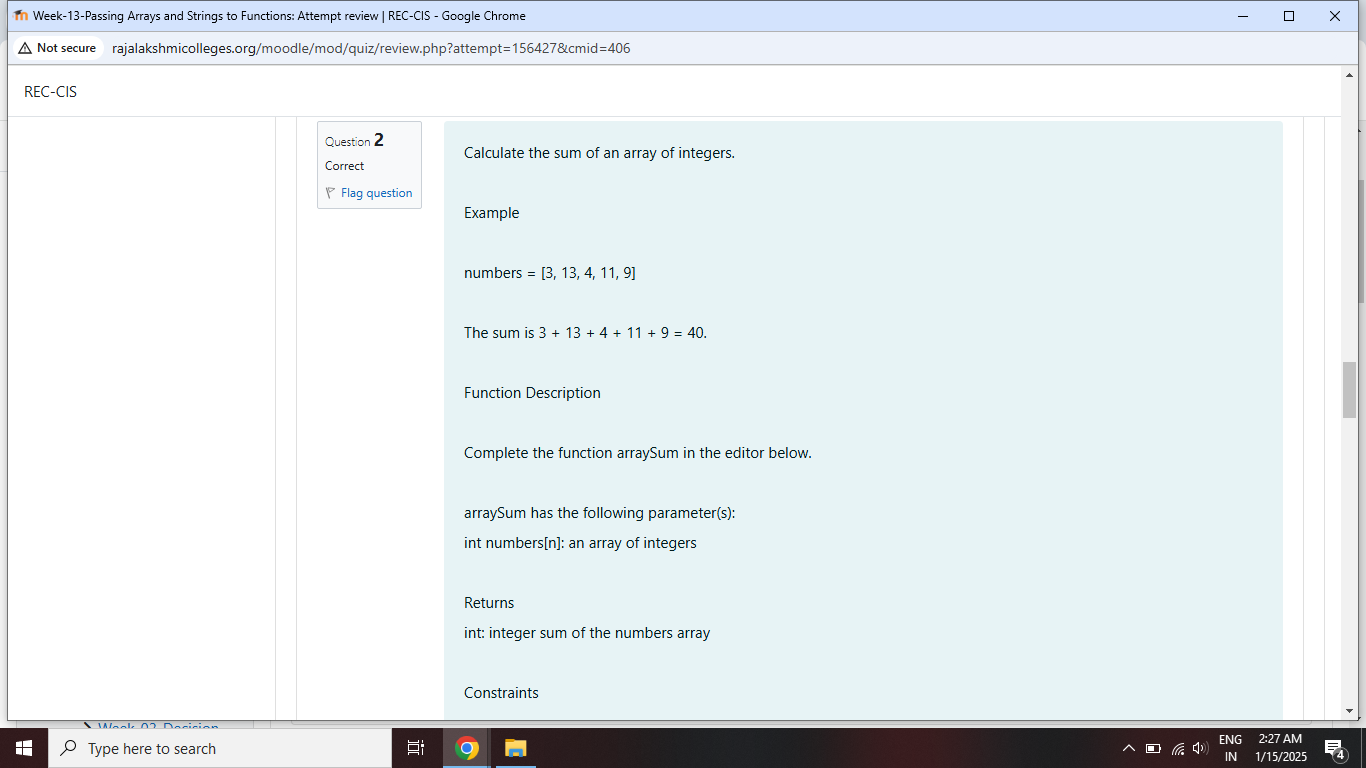 Week-13-Passing Arrays and Strings to Functions: Attempt review | REC-CIS - Google Chrome
Not secure rajalakshmicolleges.org/moodle/mod/quiz/review.php?attempt=156427&cmid=406
REC-CIS
Question 2
Correct
Flag question
Calculate the sum of an array of integers.
Example
numbers = [3, 13, 4, 11, 9]
The sum is 3 + 13 + 4 + 11 + 9 = 40.
Function Description
Complete the function arraySum in the editor below.
arraySum has the following parameter(s):
int numbers[n]: an array of integers
Returns
int: integer sum of the numbers array
Constraints
Week-02-Decision
Type here to search
ENG
IN
2:27 AM
1/15/2025
4